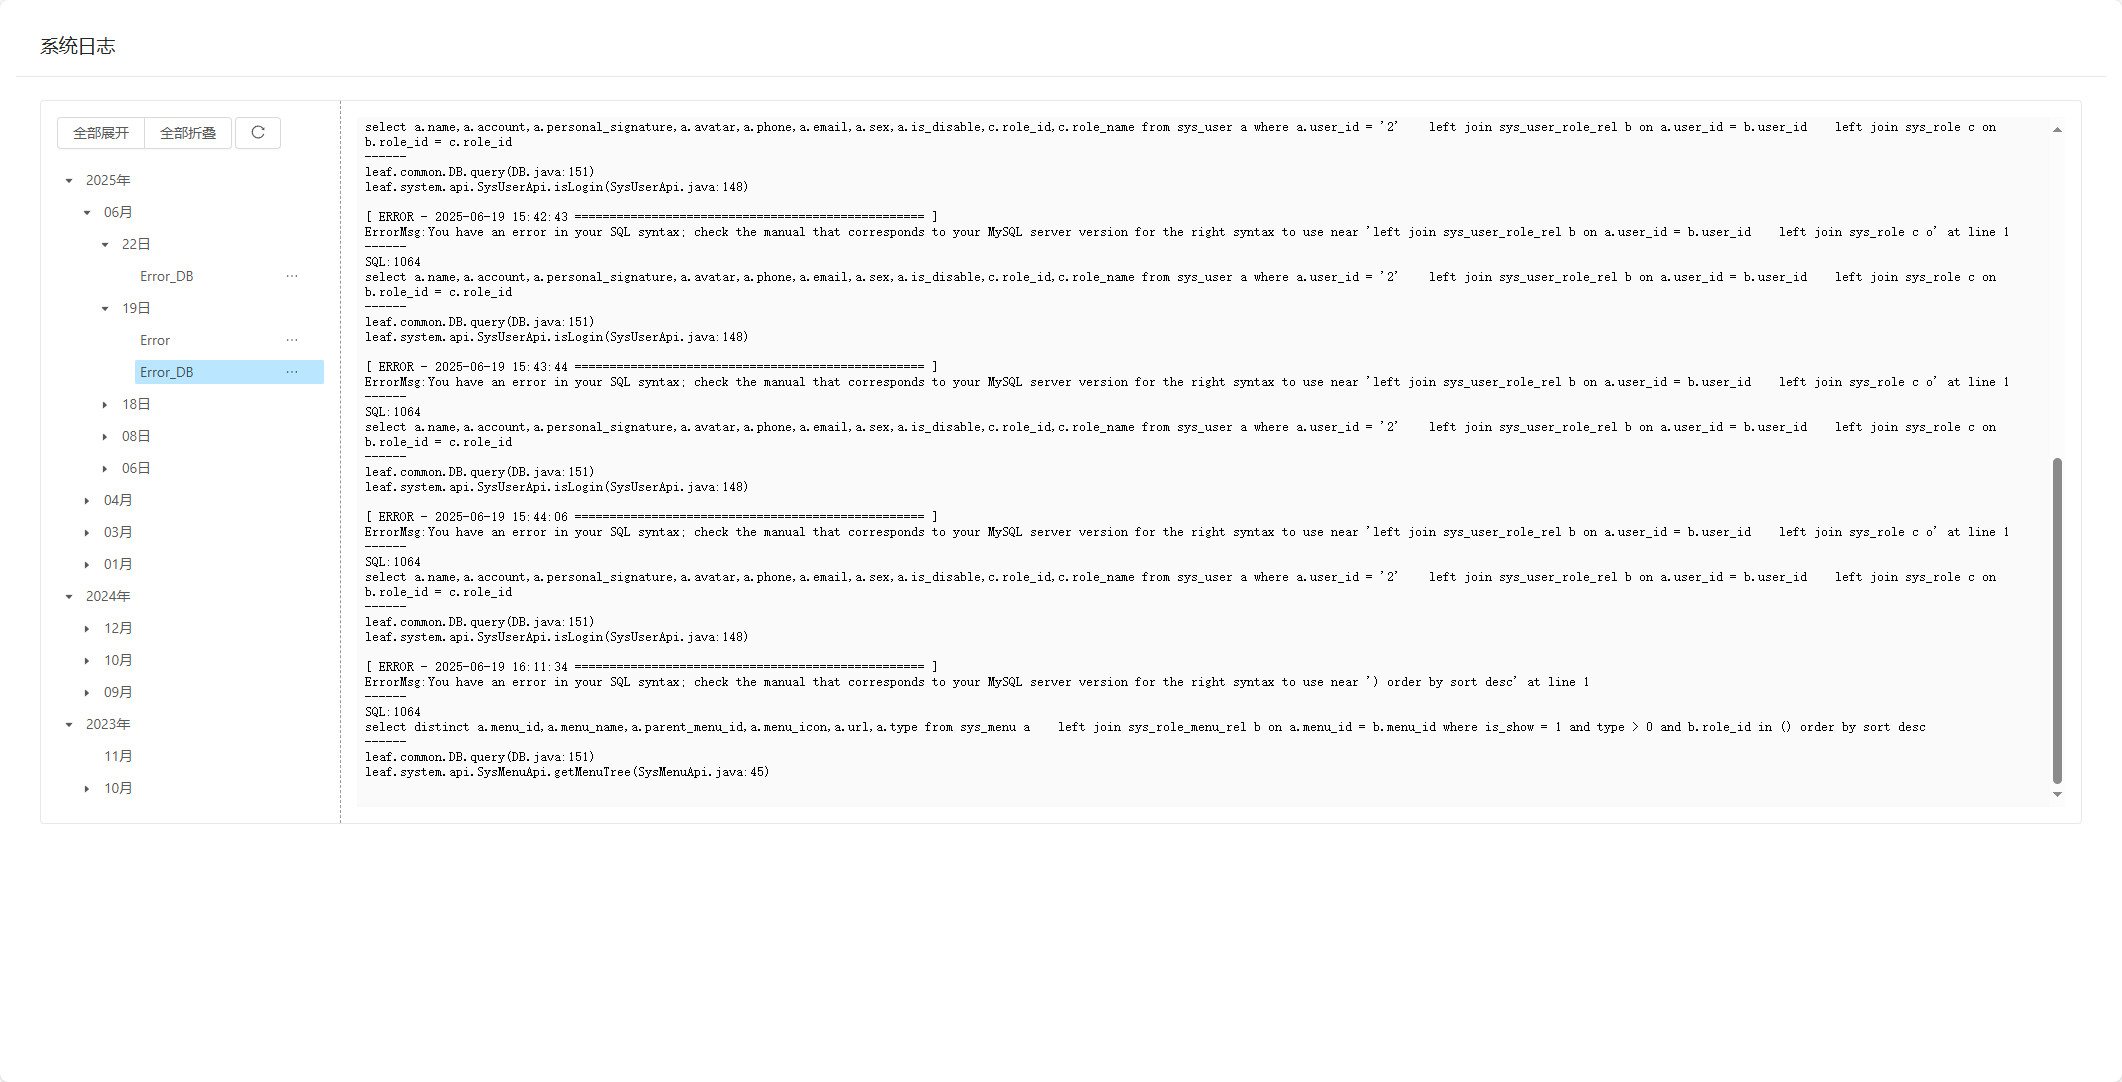 系统日志
全部展开 全部折叠
2025年
06月
22日
Error_DB ···
19日
Error ···
Error_DB ···
18日
08日
06日
04月
03月
01月
2024年
12月
10月
09月
2023年
11月
10月
select a.name,a.account,a.personal_signature,a.avatar,a.phone,a.email,a.sex,a.is_disable,c.role_id,c.role_name from sys_user a where a.user_id = '2'    left join sys_user_role_rel b on a.user_id = b.user_id    left join sys_role c on
b.role_id = c.role_id
------
leaf.common.DB.query(DB.java:151)
leaf.system.api.SysUserApi.isLogin(SysUserApi.java:148)
[ ERROR - 2025-06-19 15:42:43 ================================================== ]
ErrorMsg:You have an error in your SQL syntax; check the manual that corresponds to your MySQL server version for the right syntax to use near 'left join sys_user_role_rel b on a.user_id = b.user_id    left join sys_role c o' at line 1
------
SQL:1064
select a.name,a.account,a.personal_signature,a.avatar,a.phone,a.email,a.sex,a.is_disable,c.role_id,c.role_name from sys_user a where a.user_id = '2'    left join sys_user_role_rel b on a.user_id = b.user_id    left join sys_role c on
b.role_id = c.role_id
------
leaf.common.DB.query(DB.java:151)
leaf.system.api.SysUserApi.isLogin(SysUserApi.java:148)
[ ERROR - 2025-06-19 15:43:44 ================================================== ]
ErrorMsg:You have an error in your SQL syntax; check the manual that corresponds to your MySQL server version for the right syntax to use near 'left join sys_user_role_rel b on a.user_id = b.user_id    left join sys_role c o' at line 1
------
SQL:1064
select a.name,a.account,a.personal_signature,a.avatar,a.phone,a.email,a.sex,a.is_disable,c.role_id,c.role_name from sys_user a where a.user_id = '2'    left join sys_user_role_rel b on a.user_id = b.user_id    left join sys_role c on
b.role_id = c.role_id
------
leaf.common.DB.query(DB.java:151)
leaf.system.api.SysUserApi.isLogin(SysUserApi.java:148)
[ ERROR - 2025-06-19 15:44:06 ================================================== ]
ErrorMsg:You have an error in your SQL syntax; check the manual that corresponds to your MySQL server version for the right syntax to use near 'left join sys_user_role_rel b on a.user_id = b.user_id    left join sys_role c o' at line 1
------
SQL:1064
select a.name,a.account,a.personal_signature,a.avatar,a.phone,a.email,a.sex,a.is_disable,c.role_id,c.role_name from sys_user a where a.user_id = '2'    left join sys_user_role_rel b on a.user_id = b.user_id    left join sys_role c on
b.role_id = c.role_id
------
leaf.common.DB.query(DB.java:151)
leaf.system.api.SysUserApi.isLogin(SysUserApi.java:148)
[ ERROR - 2025-06-19 16:11:34 ================================================== ]
ErrorMsg:You have an error in your SQL syntax; check the manual that corresponds to your MySQL server version for the right syntax to use near ') order by sort desc' at line 1
------
SQL:1064
select distinct a.menu_id,a.menu_name,a.parent_menu_id,a.menu_icon,a.url,a.type from sys_menu a    left join sys_role_menu_rel b on a.menu_id = b.menu_id where is_show = 1 and type > 0 and b.role_id in () order by sort desc
------
leaf.common.DB.query(DB.java:151)
leaf.system.api.SysMenuApi.getMenuTree(SysMenuApi.java:45)